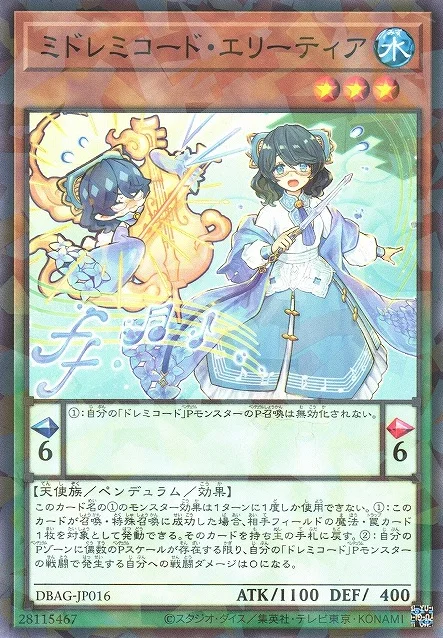 ミドレミコード・エリーティア
水
①：自分の「ドレミコード」PモンスターのP召喚は無効化されない。
6
6
【天使族／ペンデュラム／効果】
このカード名の①のモンスター効果は1ターンに1度しか使用できない。①：この
カードが召喚・特殊召喚に成功した場合、相手フィールドの魔法・罠カード
1枚を対象として発動できる。そのカードを持ち主の手札に戻す。②：自分の
Pゾーンに偶数のPスケールが存在する限り、自分の「ドレミコード」Pモンスター
の戦闘で発生する自分への戦闘ダメージは0になる。
DBAG-JP016
ATK/1100 DEF/ 400
28115467
©スタジオ・ダイス／集英社・テレビ東京・KONAMI